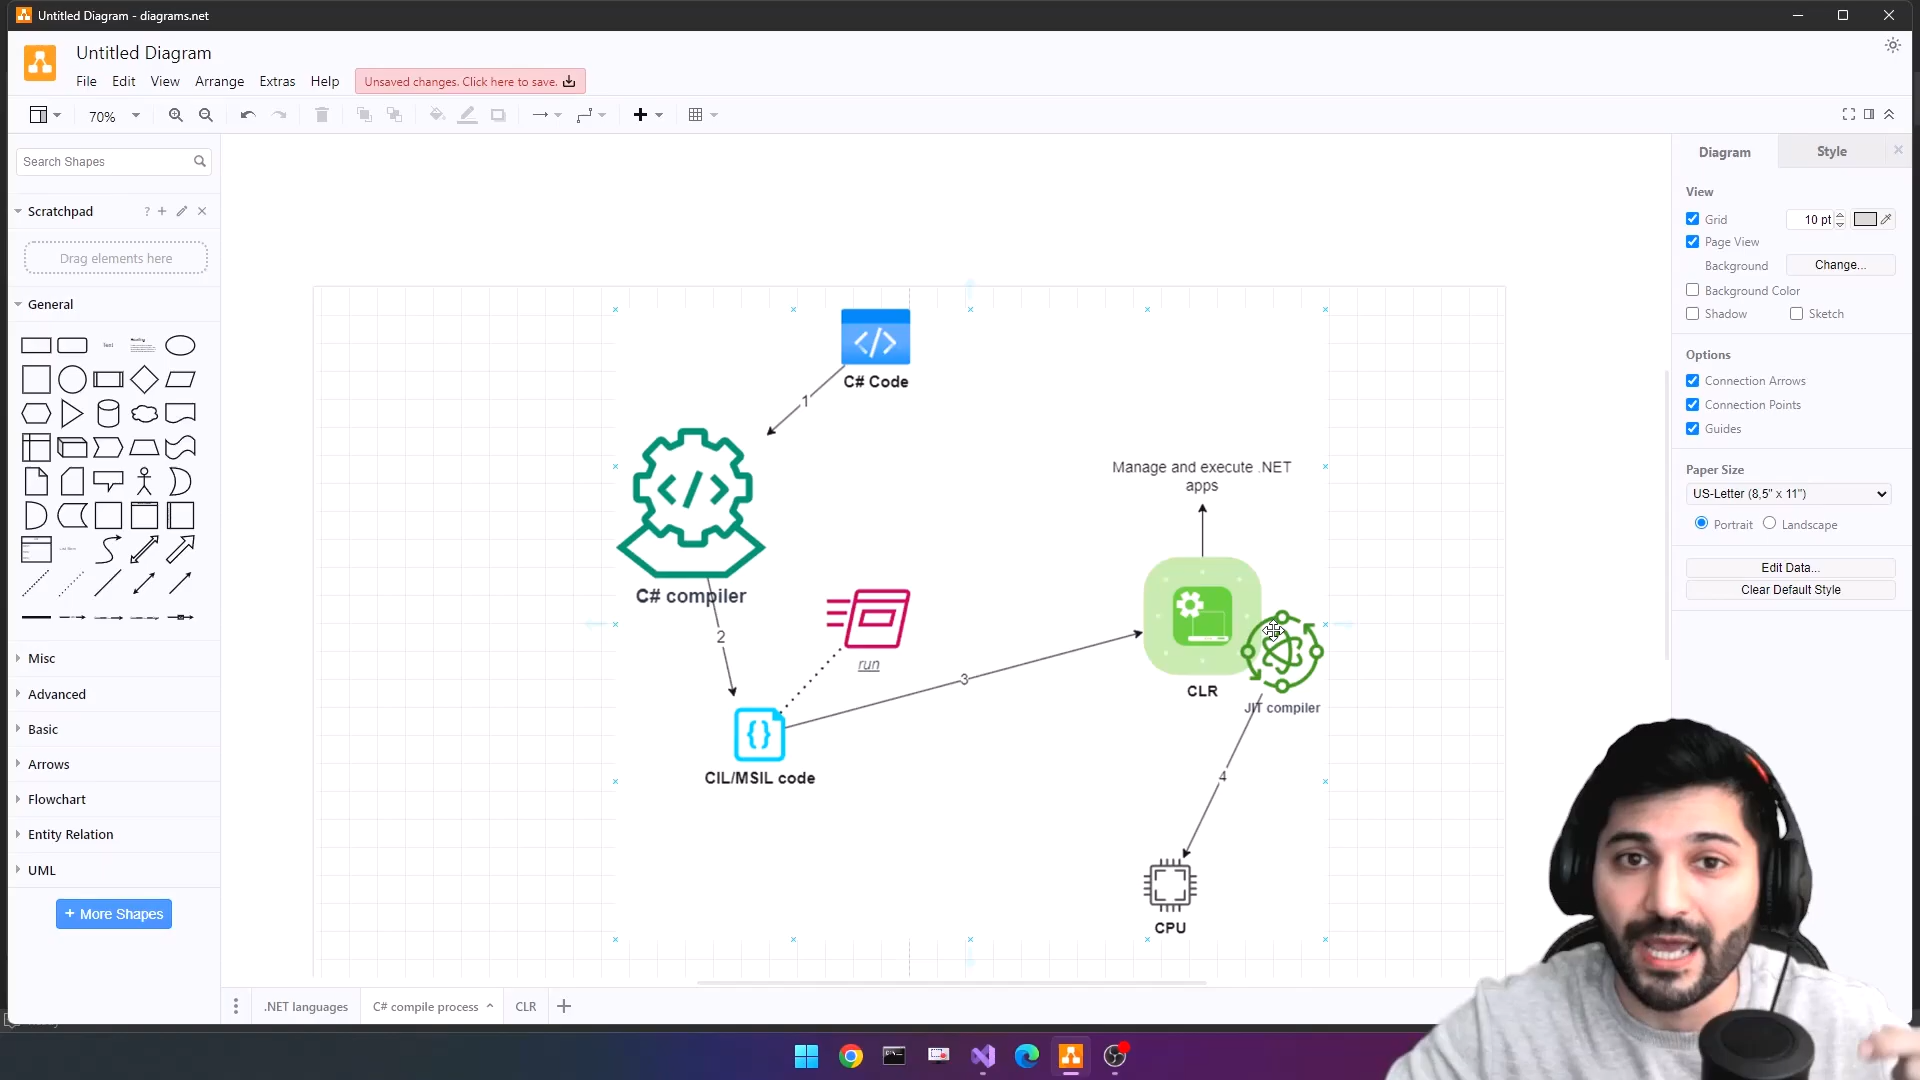 Untitled Diagram - diagrams.net
Untitled Diagram
File Edit View Arrange Extras Help Unsaved changes. Click here to save.
70%
Search Shapes
Scratchpad ?
Drag elements here
General
Text
Heading
Misc
Advanced
Basic
Arrows
Flowchart
Entity Relation
UML
+ More Shapes
C# Code
1
C# compiler
2
run
CIL/MSIL code
3
Manage and execute .NET
apps
CLR
JIT compiler
4
CPU
.NET languages C# compile process CLR
Diagram Style
View
Grid 10 pt
Page View
Background Change...
Background Color
Shadow Sketch
Options
Connection Arrows
Connection Points
Guides
Paper Size
US-Letter (8,5" x 11")
Portrait Landscape
Edit Data...
Clear Default Style